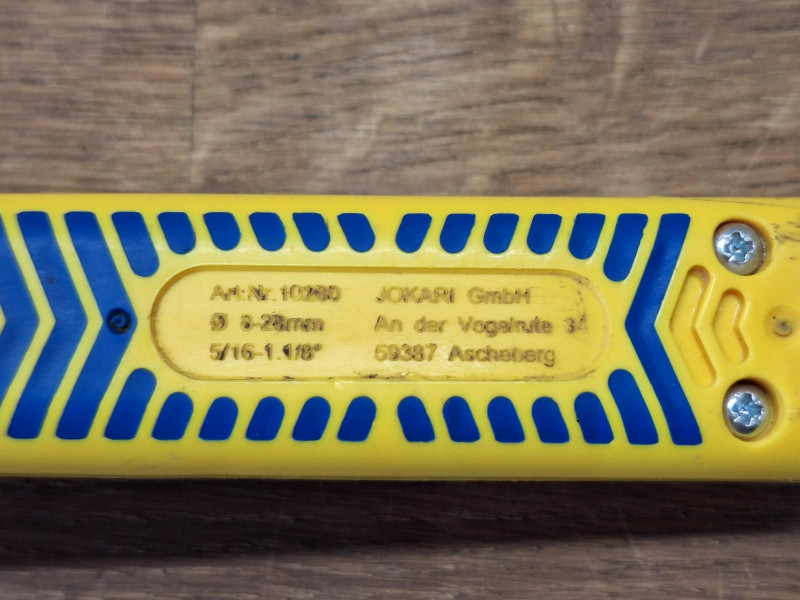 Art.Nr.10280 JOKARI GmbH
Ø 8-28mm An der Vogelrute 34
5/16-1.1/8" 59387 Ascheberg